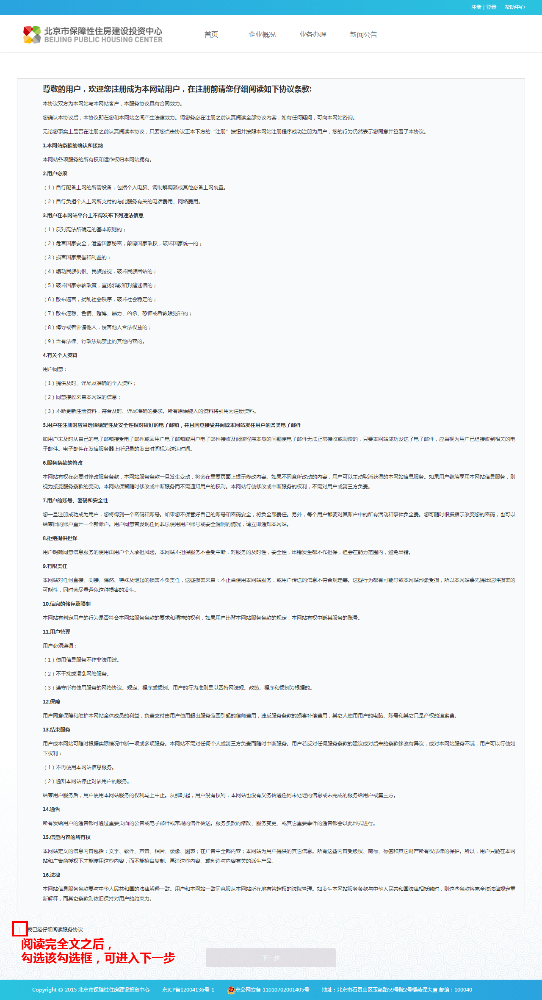 注册 | 登录 帮助中心
北京市保障性住房建设投资中心
BEIJING PUBLIC HOUSING CENTER
首页 企业概况 业务办理 新闻公告
尊敬的用户，欢迎您注册成为本网站用户，在注册前请您仔细阅读如下协议条款:
本协议双方为本网站与本网站客户，本服务协议具有合同效力。
您确认本协议后，本协议即在您和本网站之间产生法律效力。请您务必在注册之前认真阅读全部协议内容，如有任何疑问，可向本网站咨询。
无论您事实上是否在注册之前认真阅读本协议，只要您点击协议正本下方的“注册”按钮并按照本网站注册程序成功注册为用户，您的行为仍然表示您同意并签署了本协议。
1.本网站条款的确认和接纳
本网站各项服务的所有权和运作权归本网站拥有。
2.用户必须
（1）自行配备上网的所需设备，包括个人电脑、调制解调器或其他必备上网装置。
（2）自行负担个人上网所支付的与此服务有关的电话费用、网络费用。
3.用户在本网站平台上不得发布下列违法信息
（1）反对宪法所确定的基本原则的；
（2）危害国家安全，泄露国家秘密，颠覆国家政权，破坏国家统一的；
（3）损害国家荣誉和利益的；
（4）煽动民族仇恨、民族歧视，破坏民族团结的；
（5）破坏国家宗教政策，宣扬邪教和封建迷信的；
（6）散布谣言，扰乱社会秩序，破坏社会稳定的；
（7）散布淫秽、色情、赌博、暴力、凶杀、恐怖或者教唆犯罪的；
（8）侮辱或者诽谤他人，侵害他人合法权益的；
（9）含有法律、行政法规禁止的其他内容的。
4.有关个人资料
用户同意：
（1）提供及时、详尽及准确的个人资料；
（2）同意接收来自本网站的信息；
（3）不断更新注册资料，符合及时、详尽准确的要求。所有原始键入的资料将引用为注册资料。
5.用户在注册时应当选择稳定性及安全性相对较好的电子邮箱，并且同意接受并阅读本网站发往用户的各类电子邮件
如用户未及时从自己的电子邮箱接受电子邮件或因用户电子邮箱或用户电子邮件接收及阅读程序本身的问题使电子邮件无法正常接收或阅读的，只要本网站成功发送了电子邮件，应当视为用户已经接收到相关的电
子邮件。电子邮件在发信服务器上所记录的发出时间视为送达时间。
6.服务条款的修改
本网站有权在必要时修改服务条款，本网站服务条款一旦发生变动，将会在重要页面上提示修改内容。如果不同意所改动的内容，用户可以主动取消获得的本网站信息服务。如果用户继续享用本网站信息服务，则
视为接受服务条款的变动。本网站保留随时修改或中断服务而不需通知用户的权利。本网站行使修改或中断服务的权利，不需对用户或第三方负责。
7.用户的账号、密码和安全性
您一旦注册成功成为用户，您将得到一个密码和账号。如果您不保管好自己的账号和密码安全，将负全部责任。另外，每个用户都要对其账户中的所有活动和事件负全责。您可随时根据指示改变您的密码，也可以
结束旧的账户重开一个新账户。用户同意若发现任何非法使用用户账号或安全漏洞的情况，请立即通知本网站。
8.拒绝提供担保
用户明确同意信息服务的使用由用户个人承担风险。本网站不担保服务不会受中断，对服务的及时性，安全性，出错发生都不作担保，但会在能力范围内，避免出错。
9.有限责任
本网站对任何直接、间接、偶然、特殊及继起的损害不负责任，这些损害来自：不正当使用本网站服务，或用户传送的信息不符合规定等。这些行为都有可能导致本网站形象受损，所以本网站事先提出这种损害的
可能性，同时会尽量避免这种损害的发生。
10.信息的储存及限制
本网站有判定用户的行为是否符合本网站服务条款的要求和精神的权利，如果用户违背本网站服务条款的规定，本网站有权中断其服务的账号。
11.用户管理
用户必须遵循：
（1）使用信息服务不作非法用途。
（2）不干扰或混乱网络服务。
（3）遵守所有使用服务的网络协议、规定、程序或惯例。用户的行为准则是以因特网法规、政策、程序和惯例为根据的。
12.保障
用户同意保障和维护本网站全体成员的利益，负责支付由用户使用超出服务范围引起的律师费用，违反服务条款的损害补偿费用，其它人使用用户的电脑、账号和其它只是产权的追索费。
13.结束服务
用户或本网站可随时根据实际情况中断一项或多项服务。本网站不需对任何个人或第三方负责而随时中断服务。用户若反对任何服务条款的建议或对后来的条款修改有异议，或对本网站服务不满，用户可以行使如
下权利：
（1）不再使用本网站信息服务。
（2）通知本网站停止对该用户的服务。
结束用户服务后，用户使用本网站服务的权利马上中止。从那时起，用户没有权利，本网站也没有义务传递任何未处理的信息或未完成的服务给用户或第三方。
14.通告
所有发给用户的通告都可通过重要页面的公告或电子邮件或常规的信件传送。服务条款的修改、服务变更、或其它重要事件的通告都会以此形式进行。
15.信息内容的所有权
本网站定义的信息内容包括：文字、软件、声音、相片、录像、图表；在广告中全部内容；本网站为用户提供的其它信息。所有这些内容受版权、商标、标签和其它财产所有权法律的保护。所以，用户只能在本网
站和广告商授权下才能使用这些内容，而不能擅自复制、再造这些内容、或创造与内容有关的派生产品。
16.法律
本网站信息服务条款要与中华人民共和国的法律解释一致。用户和本网站一致同意服从本网站所在地有管辖权的法院管理。如发生本网站服务条款与中华人民共和国法律相抵触时，则这些条款将完全按法律规定重
新解释，而其它条款则依旧保持对用户的约束力。
我已经仔细阅读服务协议
阅读完全文之后，
勾选该勾选框，可进入下一步
下一步
Copyright © 2015 北京市保障性住房建设投资中心 京ICP备12004136号-1 京公网安备 11010702001405号 地址：北京市石景山区玉泉路59号院2号楼燕保大厦 邮编：100040